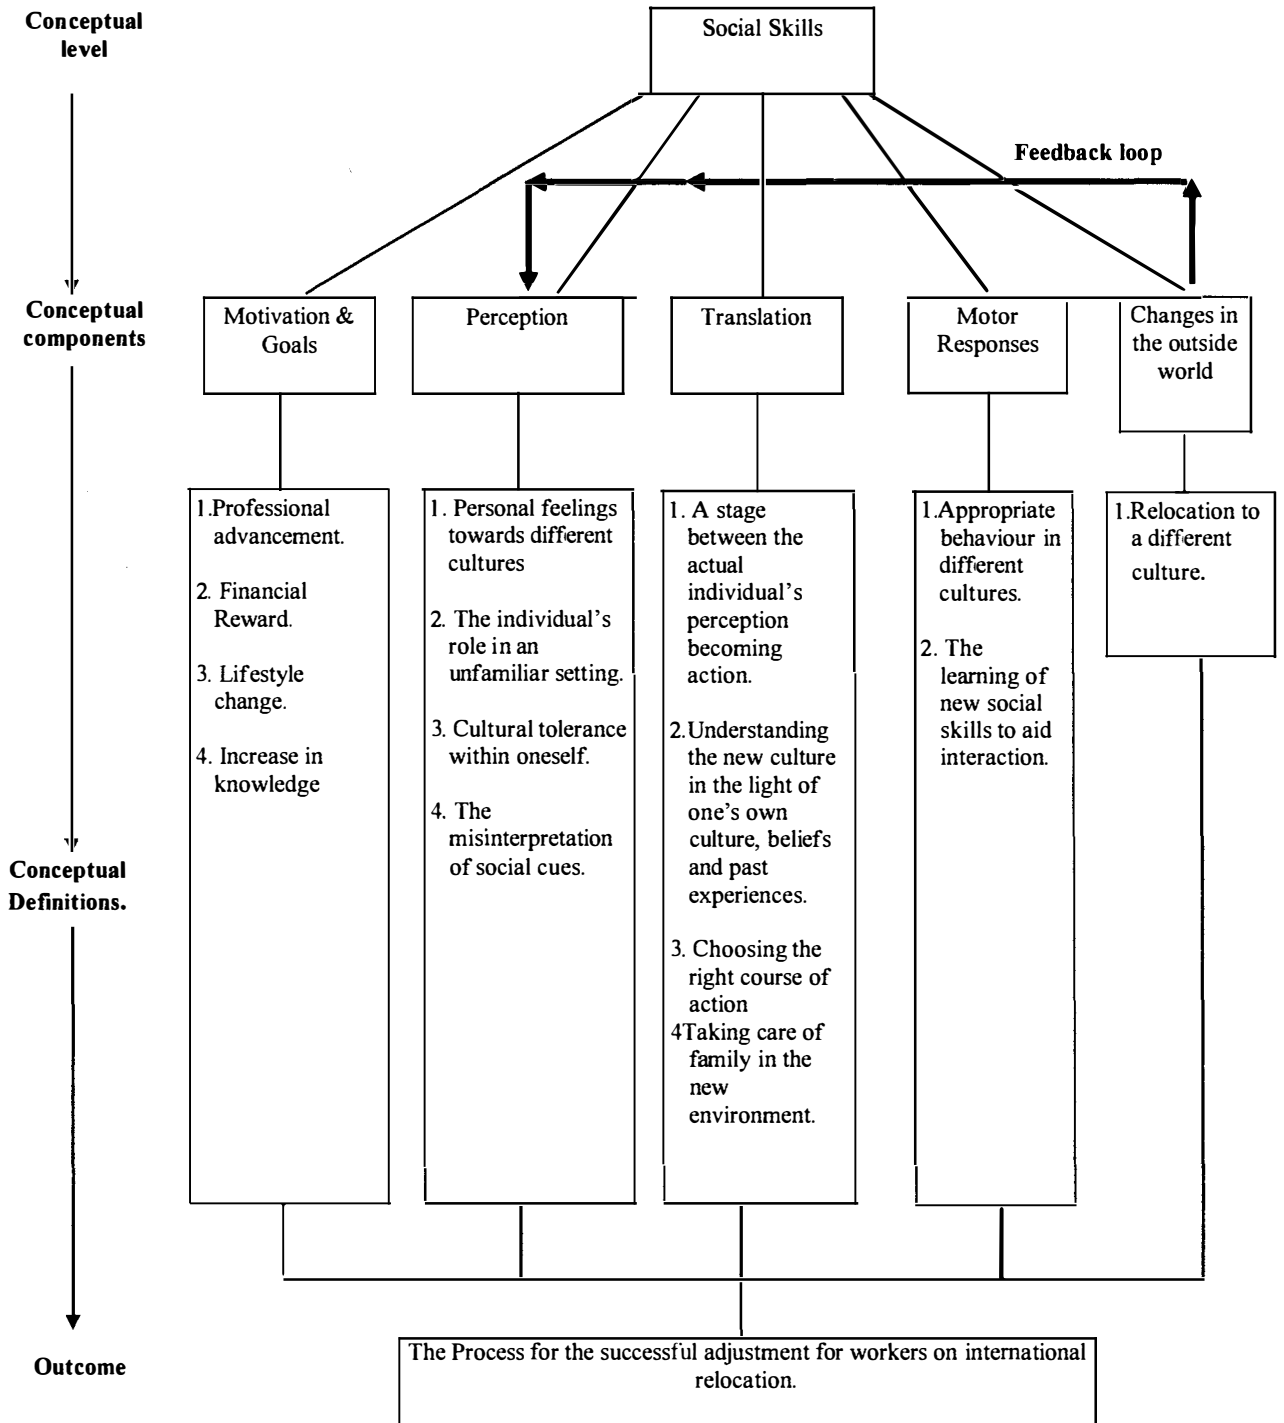 Conceptual
level
Social Skills
Feedback loop
Conceptual
components
Motivation &
Goals
Perception
Translation
Motor
Responses
Changes in
the outside
world
1.Professional
advancement.
2. Financial
Reward.
3. Lifestyle
change.
4. Increase in
knowledge
1. Personal feelings
towards different
cultures
2. The individual's
role in an
unfamiliar setting.
3. Cultural tolerance
within oneself.
4. The
misinterpretation
of social cues.
1. A stage
between the
actual
individual's
perception
becoming
action.
2.Understanding
the new culture
in the light of
one's own
culture, beliefs
and past
experiences.
3. Choosing the
right course of
action
4Taking care of
family in the
new
environment.
1.Appropriate
behaviour in
different
cultures.
2. The
learning of
new social
skills to aid
interaction.
1.Relocation to
a different
culture.
Conceptual
Definitions.
Outcome
The Process for the successful adjustment for workers on international
relocation.